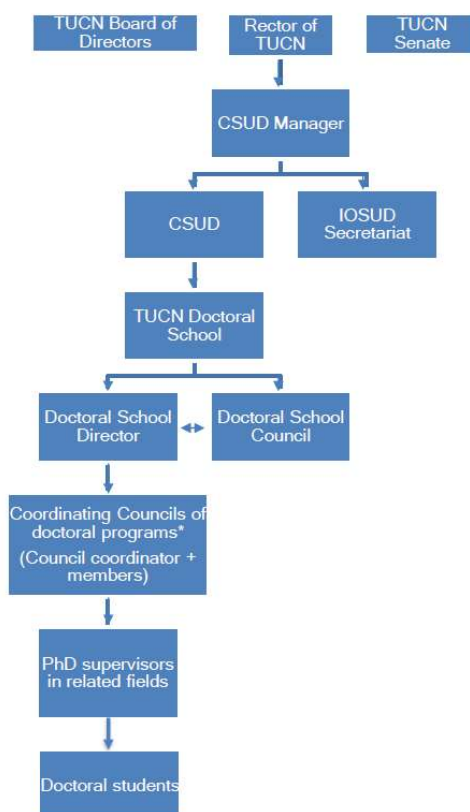 TUCN Board of
Directors
Rector of
TUCN
TUCN
Senate
CSUD Manager
CSUD
IOSUD
Secretariat
TUCN Doctoral
School
Doctoral School
Director
Doctoral School
Council
Coordinating Councils of
doctoral programs*
(Council coordinator +
members)
PhD supervisors
in related fields
Doctoral students